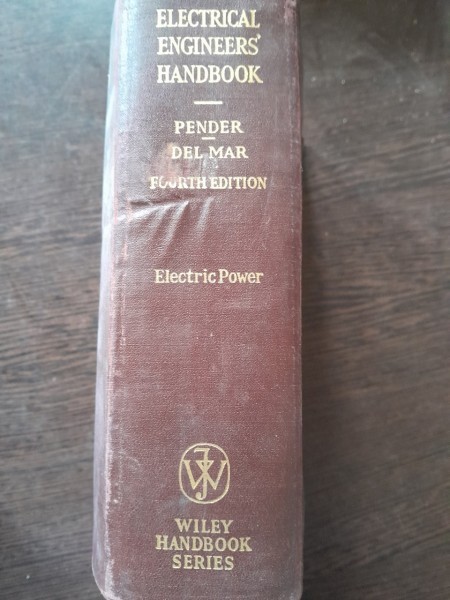 ELECTRICAL
ENGINEERS'
HANDBOOK
PENDER
DEL MAR
FOURTH EDITION
Electric Power
JW
WILEY
HANDBOOK
SERIES